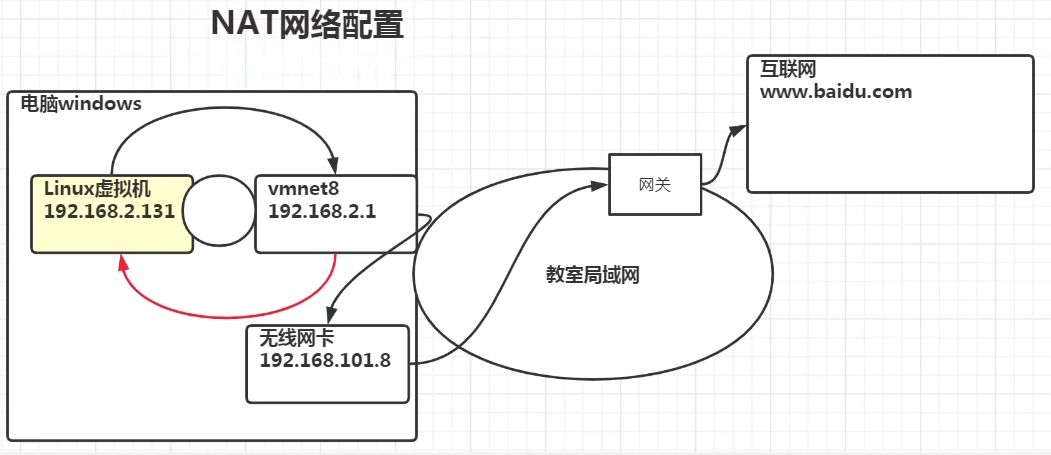 NAT网络配置
互联网
www.baidu.com
电脑windows
Linux虚拟机
192.168.2.131
vmnet8
192.168.2.1
网关
教室局域网
无线网卡
192.168.101.8